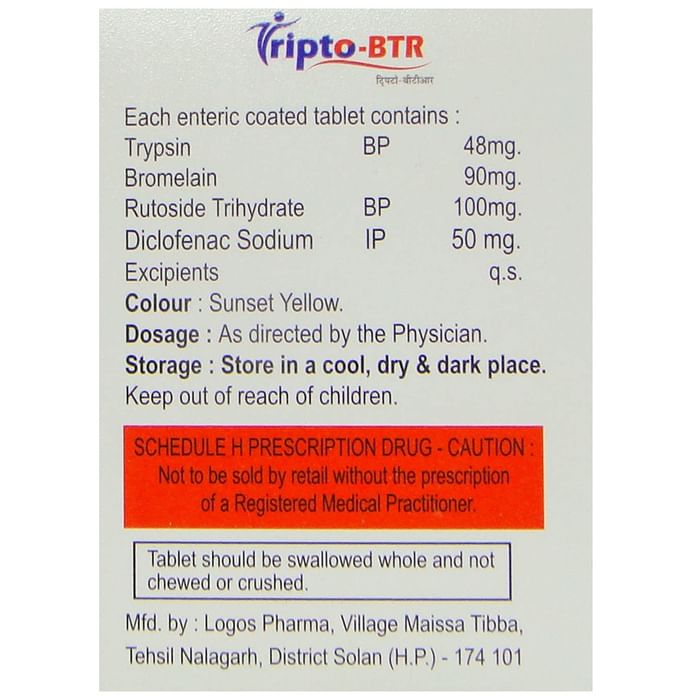 Tripto-BTR
ट्रिप्टो-बीटीआर
Each enteric coated tablet contains :
Trypsin BP 48mg.
Bromelain 90mg.
Rutoside Trihydrate BP 100mg.
Diclofenac Sodium IP 50 mg.
Excipients q.s.
Colour : Sunset Yellow.
Dosage : As directed by the Physician.
Storage : Store in a cool, dry & dark place.
Keep out of reach of children.
SCHEDULE H PRESCRIPTION DRUG - CAUTION :
Not to be sold by retail without the prescription
of a Registered Medical Practitioner.
Tablet should be swallowed whole and not
chewed or crushed.
Mfd. by : Logos Pharma, Village Maissa Tibba,
Tehsil Nalagarh, District Solan (H.P.) - 174 101